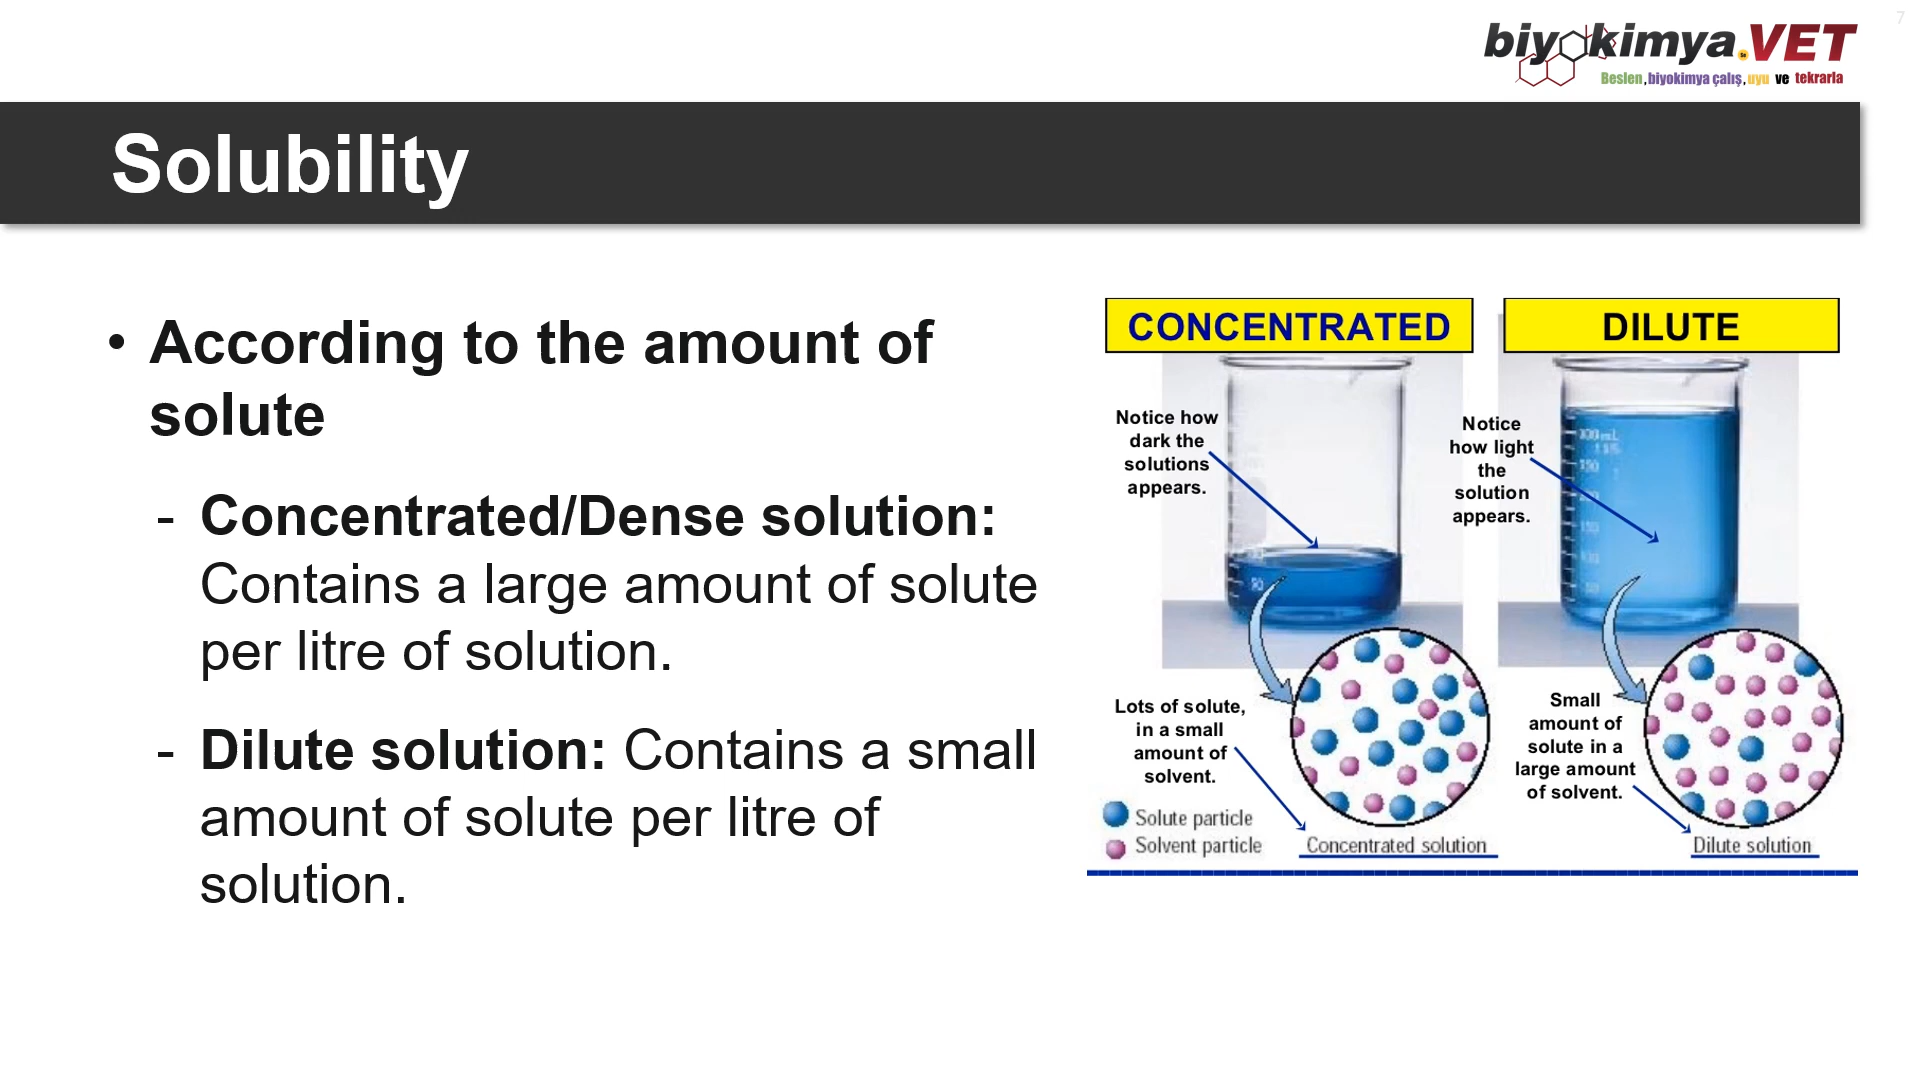 7
biyokimya.VET
Beslen, biyokimya çalış, uyu ve tekrarla
Solubility
• According to the amount of
solute
- Concentrated/Dense solution:
Contains a large amount of solute
per litre of solution.
- Dilute solution: Contains a small
amount of solute per litre of
solution.
CONCENTRATED
Notice how
dark the
solutions
appears.
50
Lots of solute,
in a small
amount of
solvent.
Solute particle
Solvent particle
Concentrated solution
DILUTE
Notice
how light
the
solution
appears.
Small
amount of
solute in a
large amount
of solvent.
Dilute solution